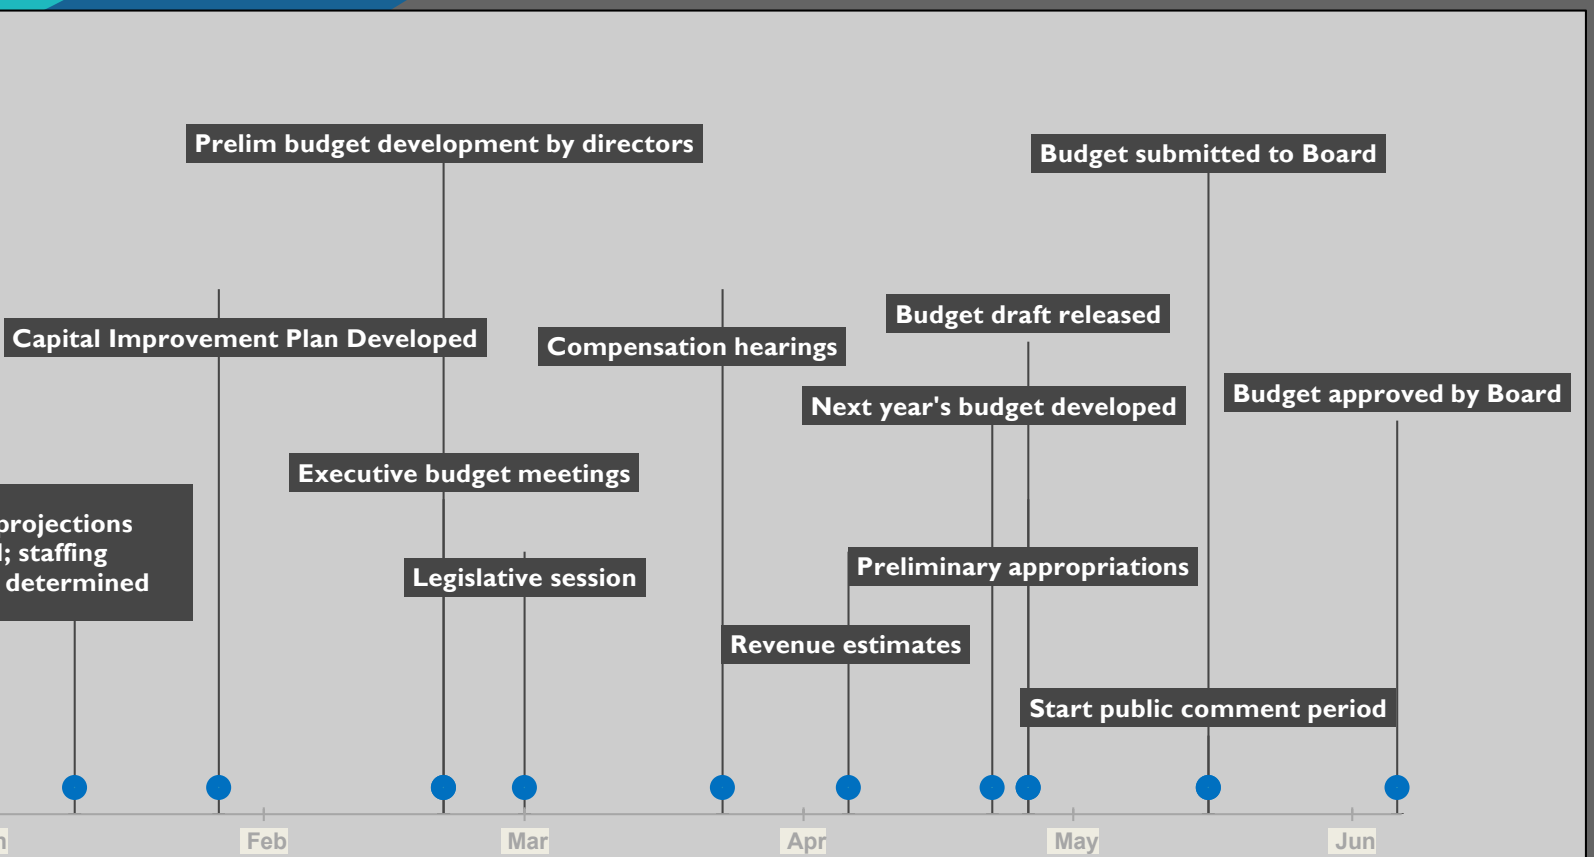 Prelim budget development by directors
Budget submitted to Board
Budget draft released
Capital Improvement Plan Developed
Compensation hearings
Budget approved by Board
Next year's budget developed
Executive budget meetings
projections
; staffing
determined
Preliminary appropriations
Legislative session
Revenue estimates
Start public comment period
Feb
Mar
Apr
May
Jun